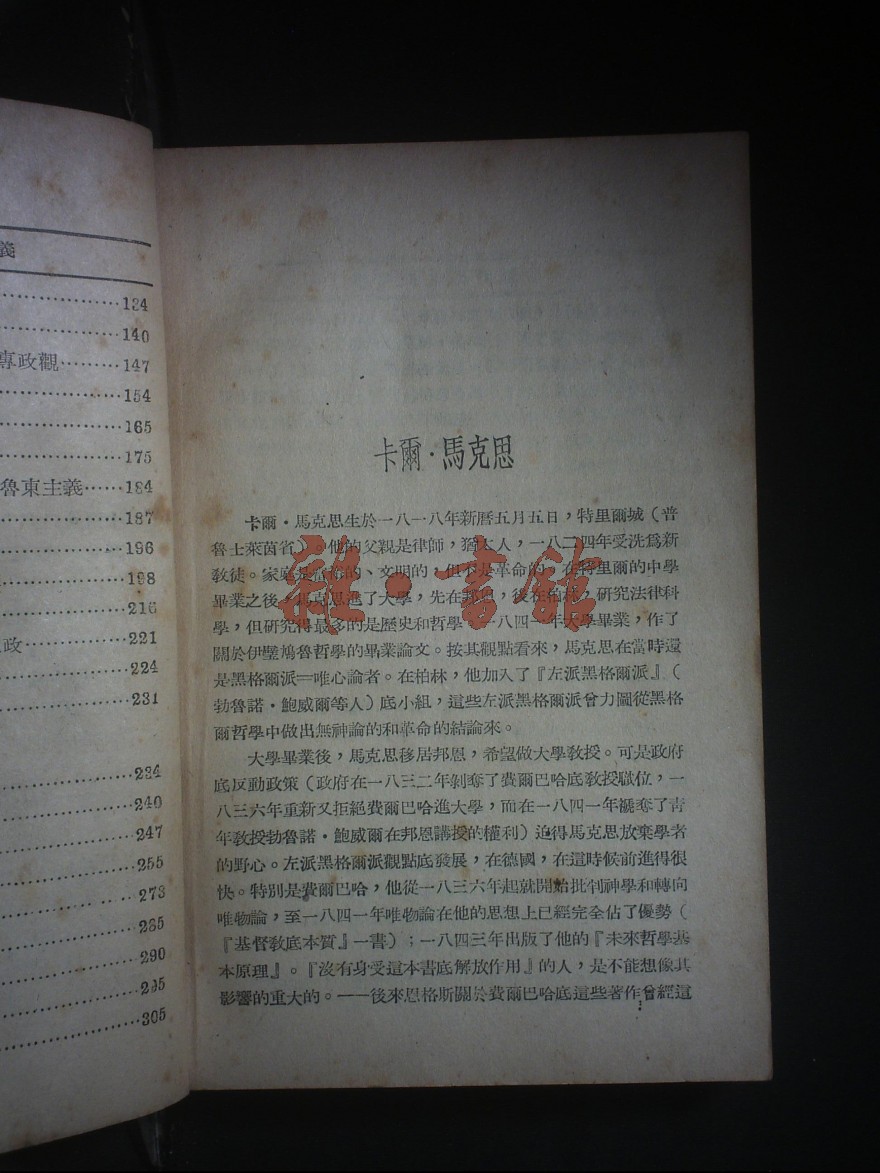 義
134
140
專政觀………147
154
165
175
魯東主義……184
187
196
198
216
政……221
224
231
234
240
247
255
273
285
290
295
305
卡爾·馬克思
卡爾·馬克思生於一八一八年新曆五月五日，特里爾城（普
魯士萊茵省）。他的父親是律師，猶太人，一八二四年受洗爲新
敎徒。家庭是富裕的、文明的，但不是革命的。在特里爾的中學
畢業之後，馬克思進了大學，先在邦恩，後在柏林，研究法律科
學，但研究得最多的是歷史和哲學。一八四一年大學畢業，作了
關於伊壁鳩魯哲學的畢業論文。按其觀點看來，馬克思在當時還
是黑格爾派＝唯心論者。在柏林，他加入了『左派黑格爾派』（
勃魯諾·鮑威爾等人）底小組，這些左派黑格爾派曾力圖從黑格
爾哲學中做出無神論的和革命的結論來。
大學畢業後，馬克思移居邦恩，希望做大學敎授。可是政府
底反動政策（政府在一八三二年剝奪了費爾巴哈底敎授職位，一
八三六年重新又拒絕費爾巴哈進大學，而在一八四一年褫奪了靑
年敎授勃魯諾·鮑威爾在邦恩講授的權利）迫得馬克思放棄學者
的野心。左派黑格爾派觀點底發展，在德國，在這時候前進得很
快。特別是費爾巴哈，他從一八三六年起就開始批判神學和轉向
唯物論，至一八四一年唯物論在他的思想上已經完全佔了優勢（
『基督敎底本質』一書）；一八四三年出版了他的『未來哲學基
本原理』。『沒有身受這本書底解放作用』的人，是不能想像其
影響的重大的。——後來恩格斯關於費爾巴哈底這些著作曾經這
雜·書館